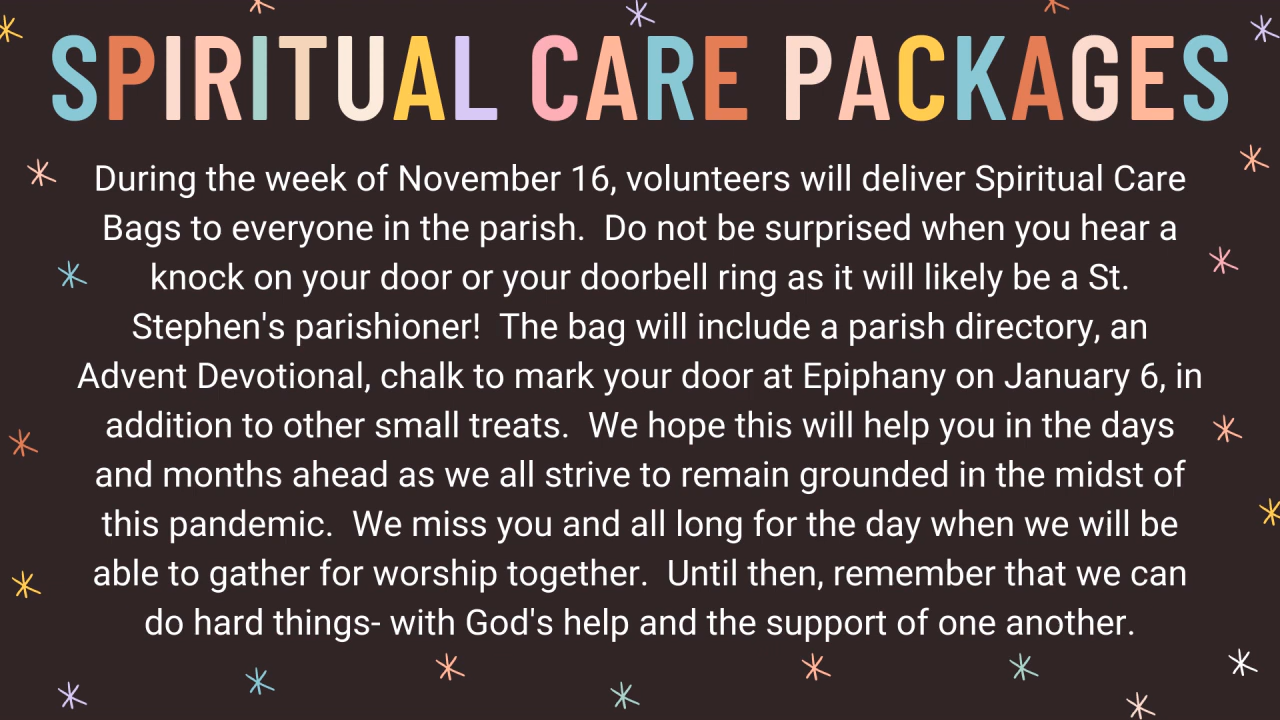 SPIRITUAL CARE PACKAGES
During the week of November 16, volunteers will deliver Spiritual Care
Bags to everyone in the parish.  Do not be surprised when you hear a
knock on your door or your doorbell ring as it will likely be a St.
Stephen's parishioner!  The bag will include a parish directory, an
Advent Devotional, chalk to mark your door at Epiphany on January 6, in
addition to other small treats.  We hope this will help you in the days
and months ahead as we all strive to remain grounded in the midst of
this pandemic.  We miss you and all long for the day when we will be
able to gather for worship together.  Until then, remember that we can
do hard things- with God's help and the support of one another.